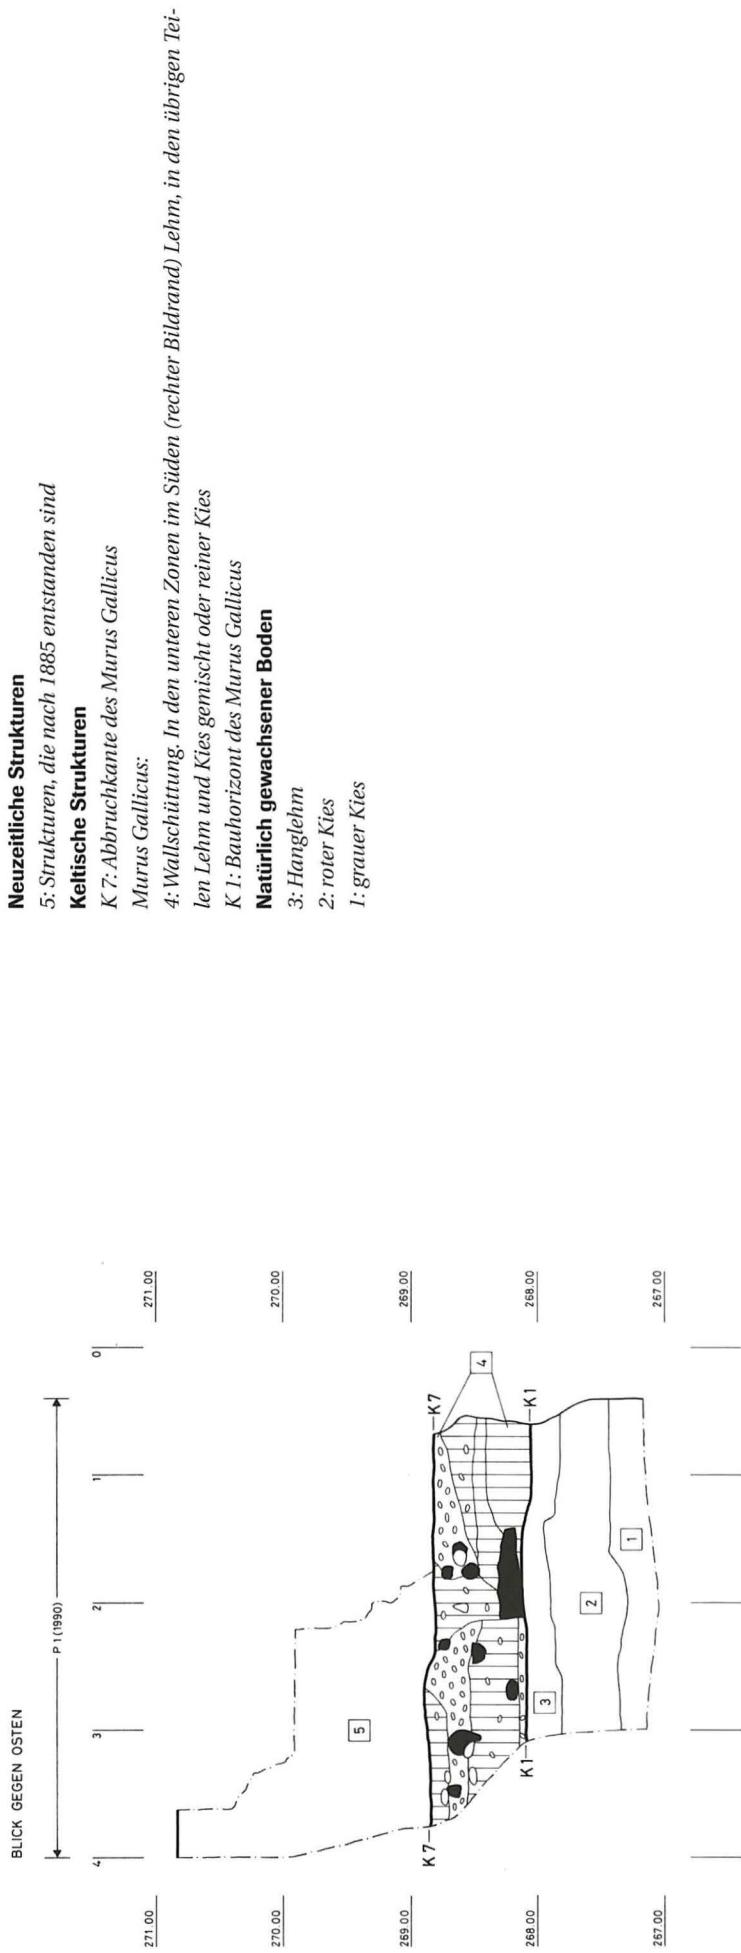 BLICK GEGEN OSTEN
P 1 (1990)
4 3 2 1 0
271.00 271.00
270.00 270.00
269.00 269.00
268.00 268.00
267.00 267.00
5
K 7 K 7
4
K 1 K 1
3
2
1
Neuzeitliche Strukturen
5: Strukturen, die nach 1885 entstanden sind
Keltische Strukturen
K 7: Abbruchkante des Murus Gallicus
Murus Gallicus:
4: Wallschüttung. In den unteren Zonen im Süden (rechter Bildrand) Lehm, in den übrigen Tei-
len Lehm und Kies gemischt oder reiner Kies
K 1: Bauhorizont des Murus Gallicus
Natürlich gewachsener Boden
3: Hanglehm
2: roter Kies
1: grauer Kies